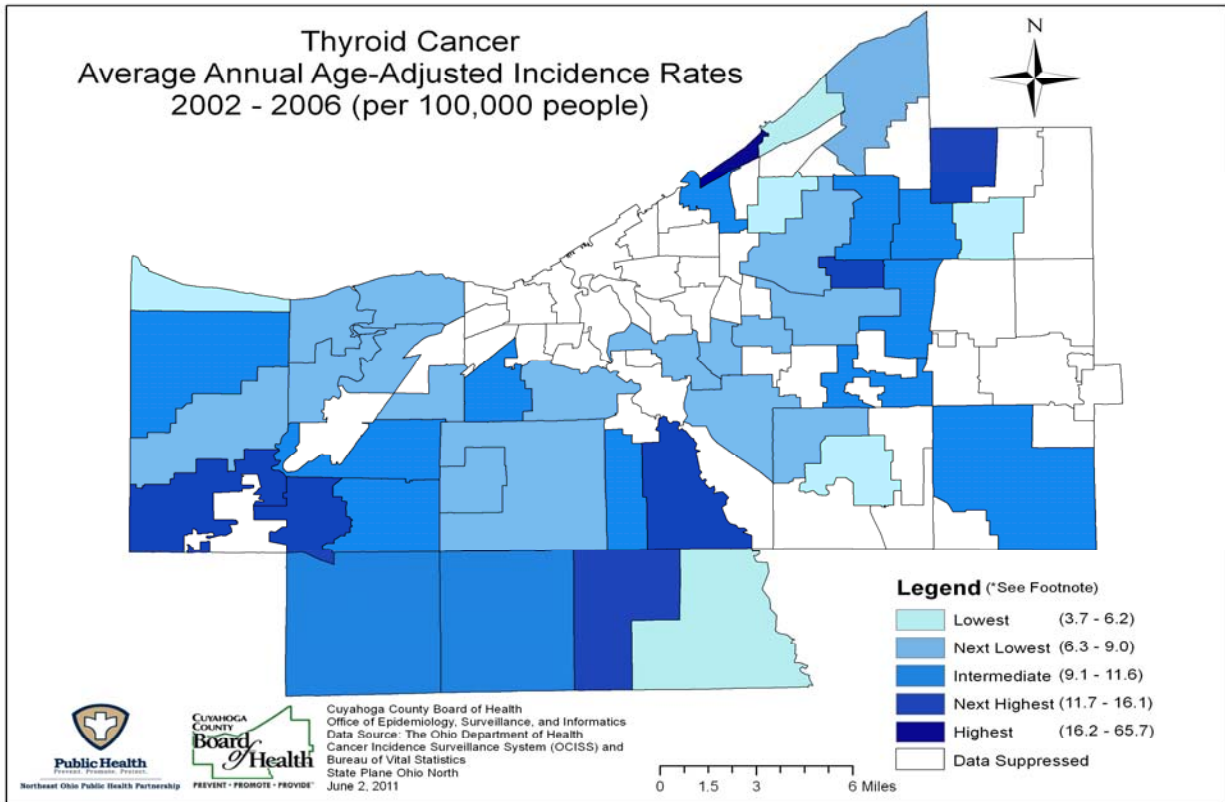 Thyroid Cancer
Average Annual Age-Adjusted Incidence Rates
2002 - 2006 (per 100,000 people)
N
Legend (*See Footnote)
Lowest (3.7 - 6.2)
Next Lowest (6.3 - 9.0)
Intermediate (9.1 - 11.6)
Next Highest (11.7 - 16.1)
Highest (16.2 - 65.7)
Data Suppressed
Public Health
Prevent. Promote. Protect.
Northeast Ohio Public Health Partnership
CUYAHOGA
COUNTY
Board
of Health
PREVENT • PROMOTE • PROVIDE
Cuyahoga County Board of Health
Office of Epidemiology, Surveillance, and Informatics
Data Source: The Ohio Department of Health
Cancer Incidence Surveillance System (OCISS) and
Bureau of Vital Statistics
State Plane Ohio North
June 2, 2011
0 1.5 3 6 Miles